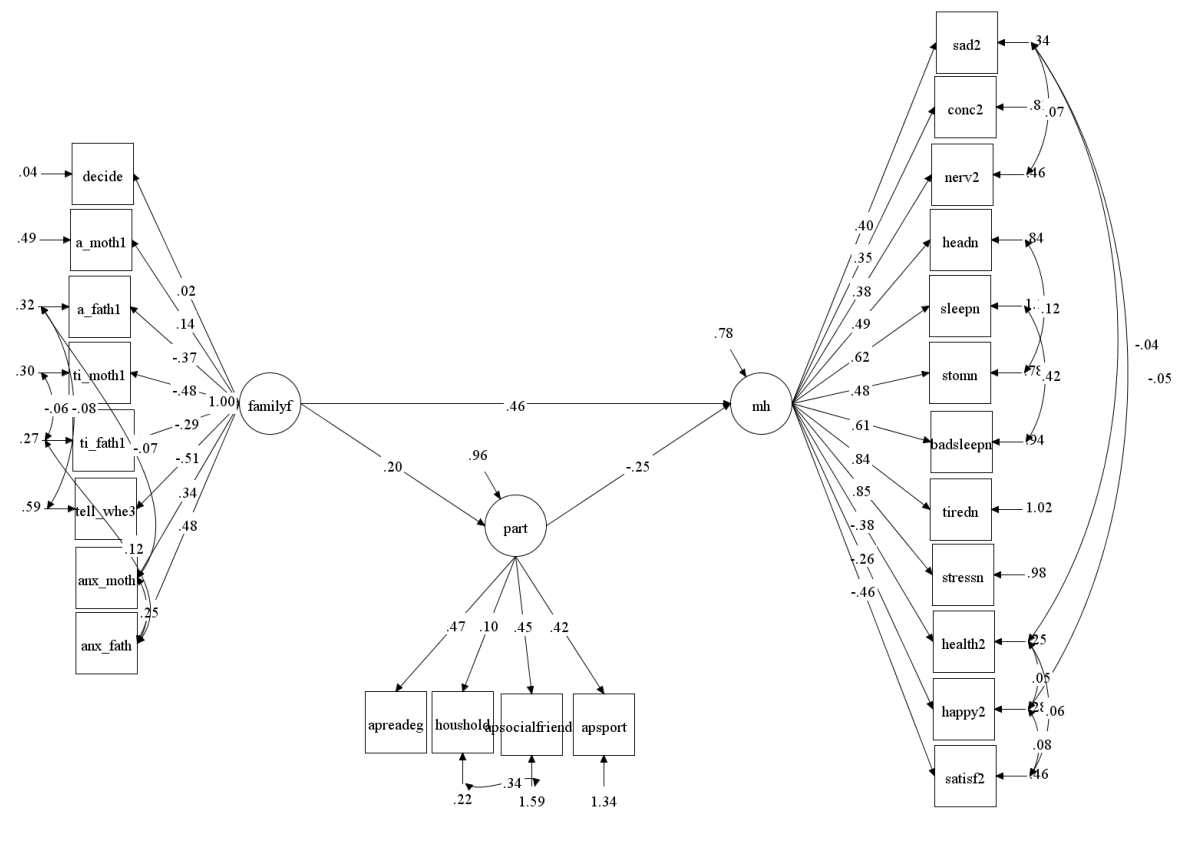 sad2
.34
conc2
.8
.07
decide
.04
nerv2
.46
a_moth1
.49
.40
headn
.84
.35
a_fath1
.32
.02
.38
sleepn
1.
.12
.14
.49
.78
-.04
-.37
.62
ti_moth1
.30
stomn
.78
.42
-.05
-.48
.48
1.00
familyf
.46
mh
-.06
-.08
-.29
.61
ti_fath1
.27
-.07
badsleepn
.94
-.51
.84
.96
.20
-.25
.34
.85
tell_whe3
.59
tiredn
1.02
.48
part
-.38
.12
-.26
anx_moth
stressn
.98
-.46
.25
.47
.10
.45
.42
anx_fath
health2
.25
.05
happy2
.28
.06
apreadeg
houshold
apsocialfriend
apsport
.08
satisf2
.46
.34
.22
1.59
1.34